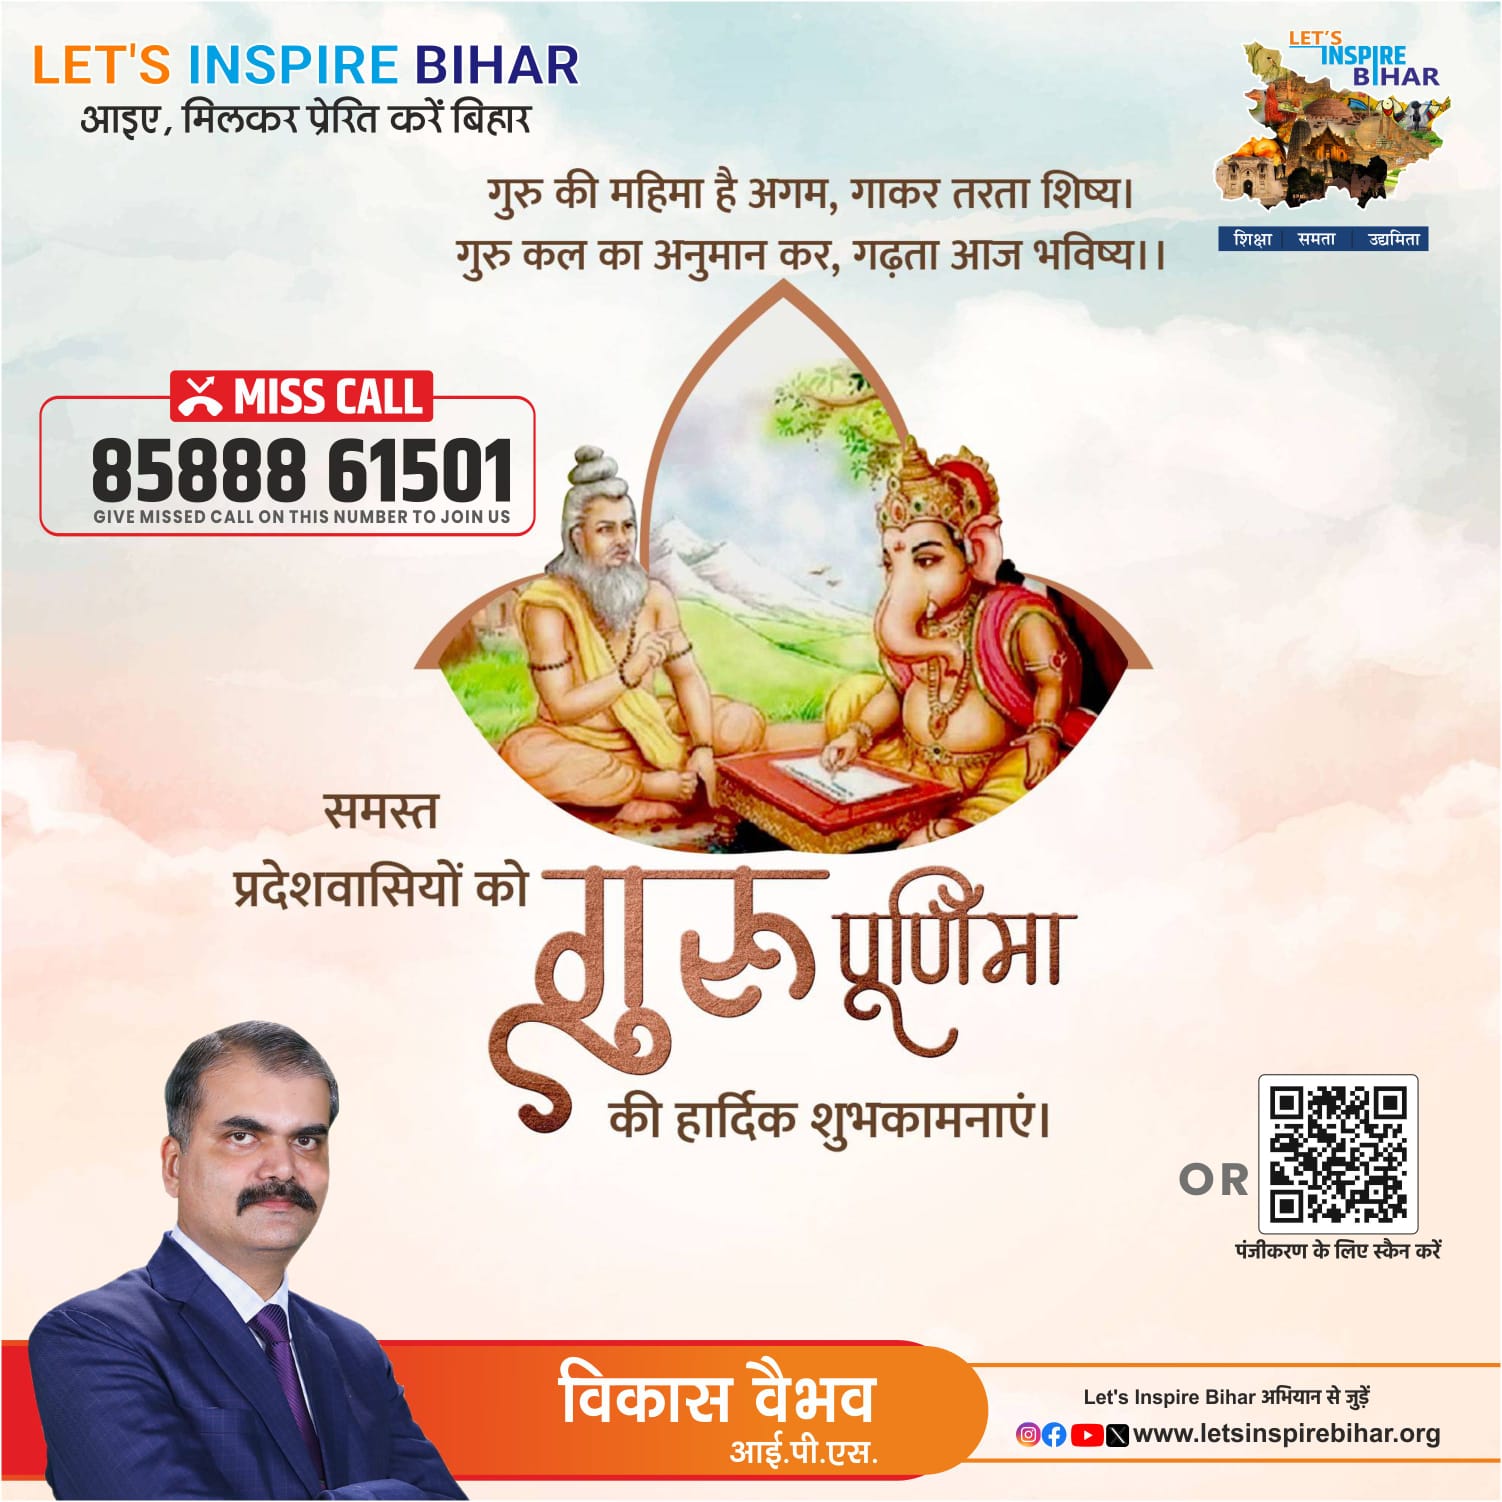 LET'S INSPIRE BIHAR
आइए, मिलकर प्रेरित करें बिहार
LET'S
INSPIRE
BIHAR
शिक्षा | समता | उद्यमिता
गुरु की महिमा है अगम, गाकर तरता शिष्य।
गुरु कल का अनुमान कर, गढ़ता आज भविष्य।।
MISS CALL
85888 61501
GIVE MISSED CALL ON THIS NUMBER TO JOIN US
समस्त
प्रदेशवासियों को
गुरू पूर्णिमा
की हार्दिक शुभकामनाएं।
OR
पंजीकरण के लिए स्कैन करें
विकास वैभव
आई.पी.एस.
Let's Inspire Bihar अभियान से जुड़ें
www.letsinspirebihar.org